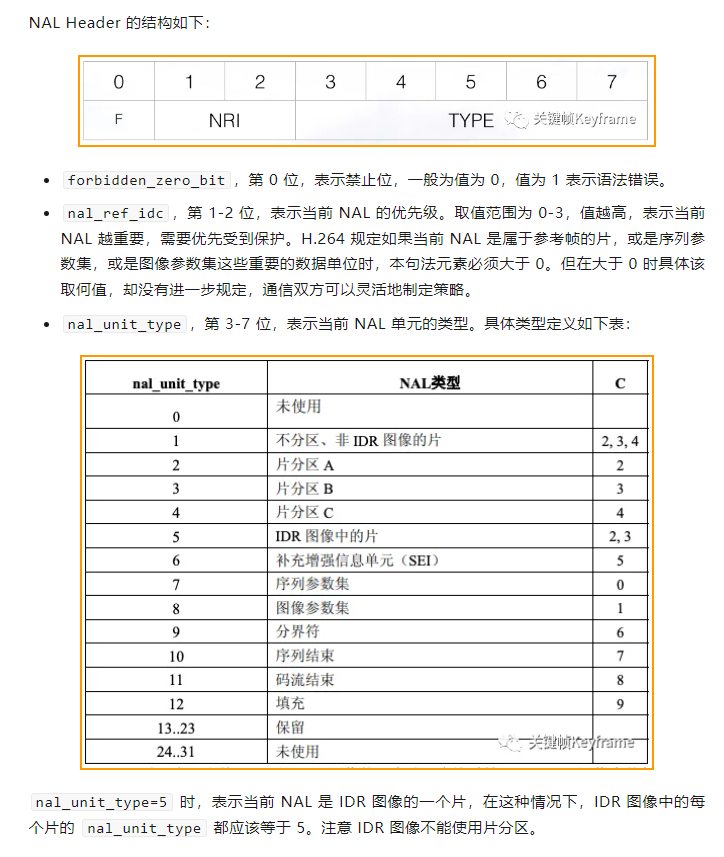 NAL Header 的结构如下：
0 1 2 3 4 5 6 7
F NRI TYPE 关键帧Keyframe
• forbidden_zero_bit ，第 0 位，表示禁止位，一般为值为 0，值为 1 表示语法错误。
• nal_ref_idc ，第 1-2 位，表示当前 NAL 的优先级。取值范围为 0-3，值越高，表示当前
NAL 越重要，需要优先受到保护。H.264 规定如果当前 NAL 是属于参考帧的片，或是序列参
数集，或是图像参数集这些重要的数据单位时，本句法元素必须大于 0。但在大于 0 时具体该
取何值，却没有进一步规定，通信双方可以灵活地制定策略。
• nal_unit_type ，第 3-7 位，表示当前 NAL 单元的类型。具体类型定义如下表：
nal_unit_type NAL类型 C
0 未使用
1 不分区、非 IDR 图像的片 2, 3, 4
2 片分区 A 2
3 片分区 B 3
4 片分区 C 4
5 IDR 图像中的片 2, 3
6 补充增强信息单元（SEI） 5
7 序列参数集 0
8 图像参数集 1
9 分界符 6
10 序列结束 7
11 码流结束 8
12 填充 9
13..23 保留
24..31 未使用 关键帧Keyframe
nal_unit_type=5 时，表示当前 NAL 是 IDR 图像的一个片，在这种情况下，IDR 图像中的每
个片的 nal_unit_type 都应该等于 5。注意 IDR 图像不能使用片分区。